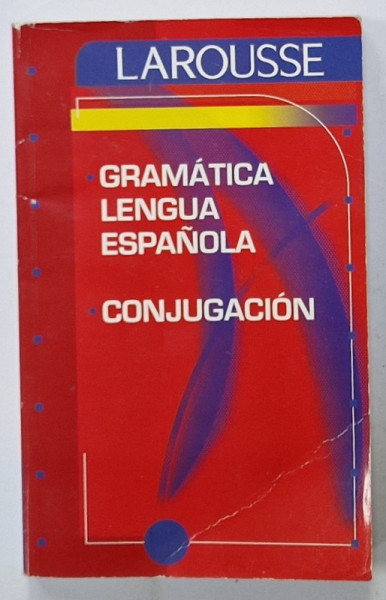 LAROUSSE
GRAMÁTICA
LENGUA
ESPAÑOLA
CONJUGACIÓN